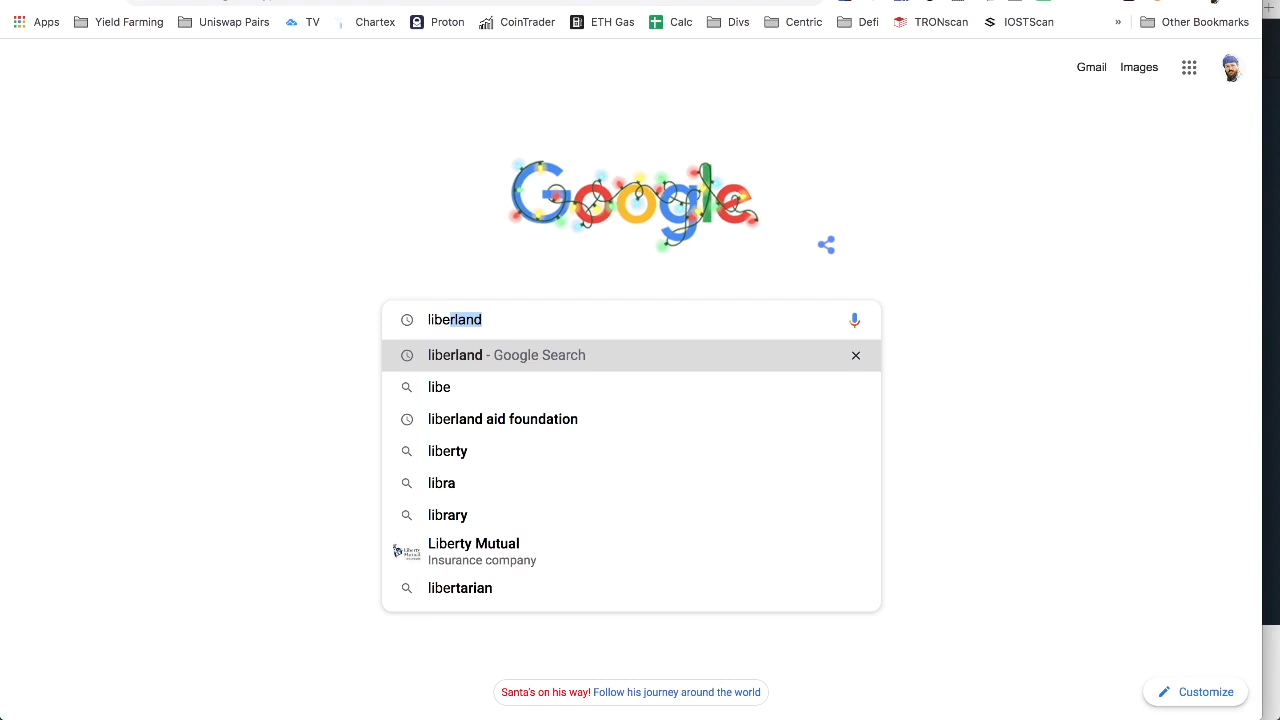 Apps Yield Farming Uniswap Pairs TV Chartex Proton CoinTrader ETH Gas Calc Divs Centric Defi TRONscan IOSTScan » Other Bookmarks
Gmail Images
Google
liberland
liberland - Google Search
libe
liberland aid foundation
liberty
libra
library
Liberty Mutual
Insurance company
libertarian
Santa's on his way! Follow his journey around the world
Customize